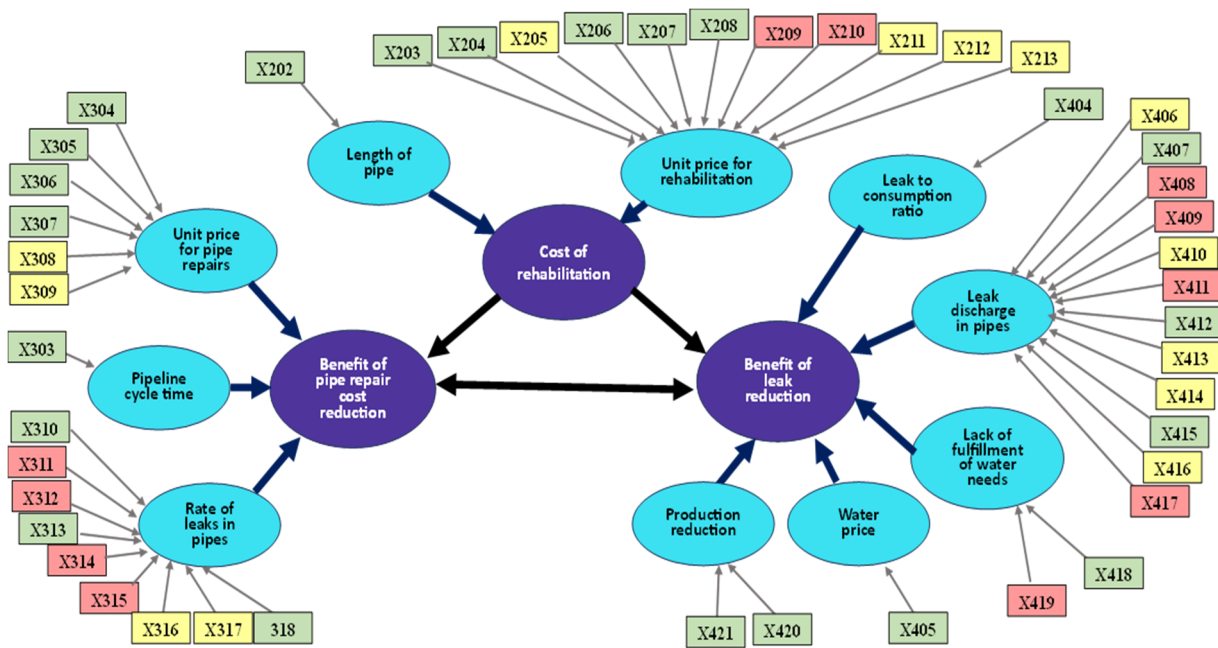 X202
X203
X204
X205
X206
X207
X208
X209
X210
X211
X212
X213
X404
Length of
pipe
Unit price for
rehabilitation
Leak to
consumption
ratio
X406
X407
X408
X409
X410
X411
X412
X413
X414
X415
X416
X417
X304
X305
X306
X307
X308
X309
Unit price
for pipe
repairs
Cost of
rehabilitation
Leak
discharge
in pipes
X303
Pipeline
cycle time
Benefit of
pipe repair
cost
reduction
Benefit of
leak
reduction
Lack of
fulfillment
of water
needs
X310
X311
X312
X313
X314
X315
X316
X317
318
Rate of
leaks in
pipes
Production
reduction
Water
price
X418
X419
X421
X420
X405